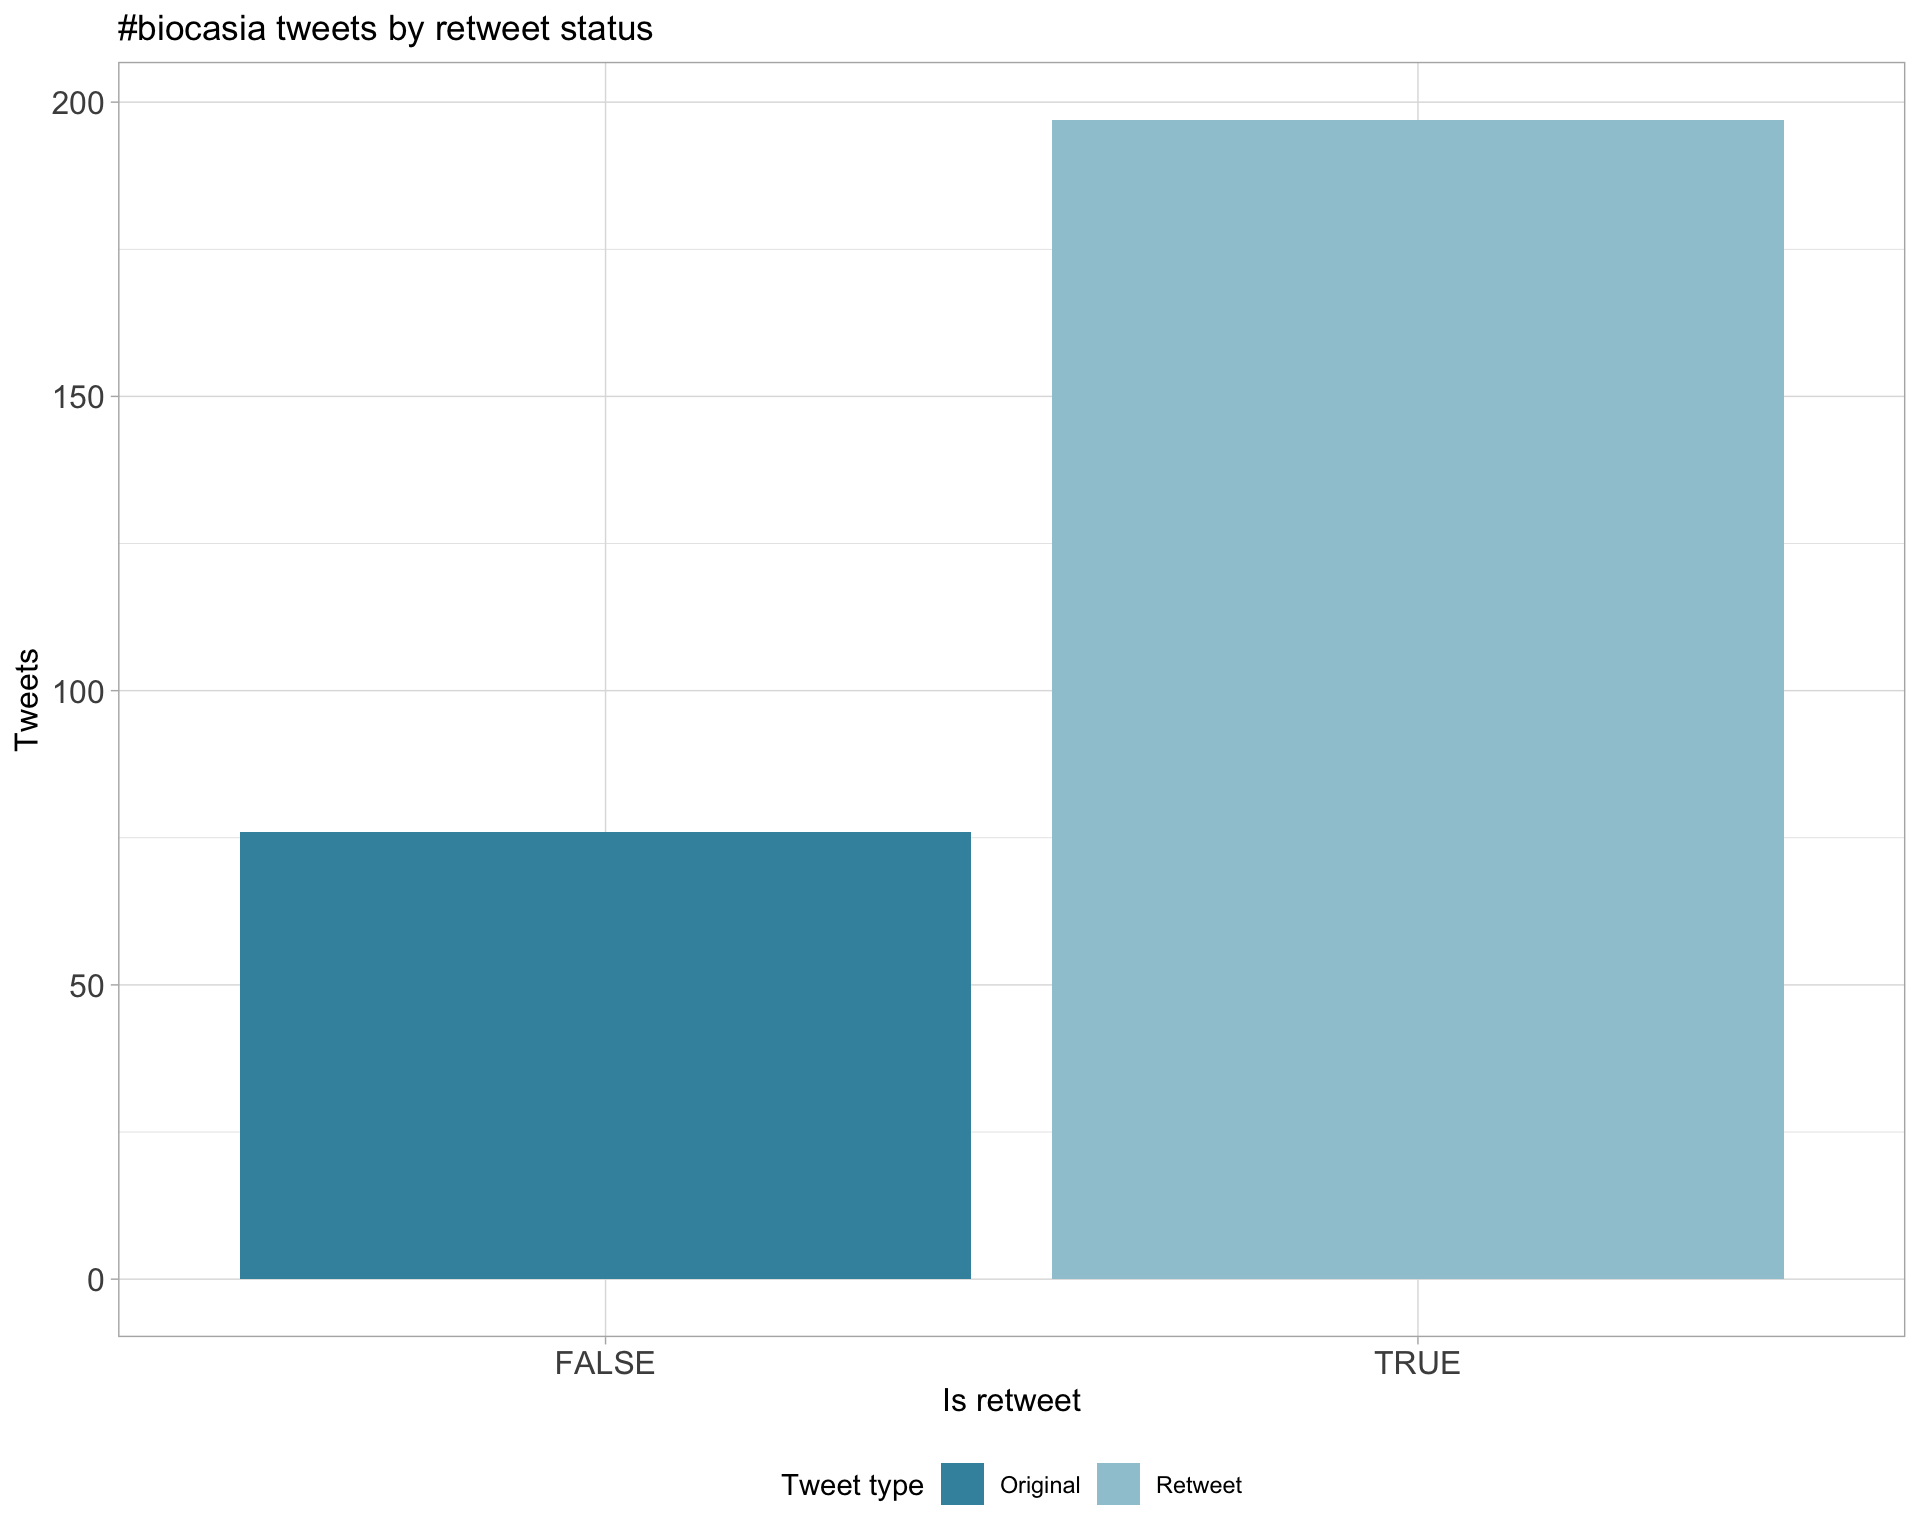 #biocasia tweets by retweet status
200
150
100
50
0
Tweets
FALSE TRUE
Is retweet
Tweet type Original Retweet